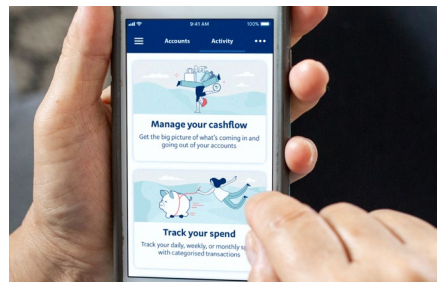 9:41 AM
100%
Accounts
Activity
Manage your cashflow
Get the big picture of what's coming in and
going out of your accounts
Track your spend
Track your daily, weekly, or monthly
with categorised transactions